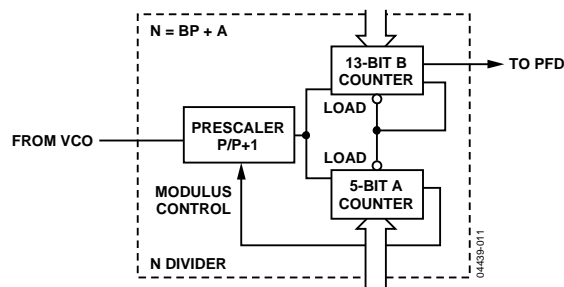 N = BP + A
13-BIT B
COUNTER
TO PFD
LOAD
PRESCALER
P/P+1
FROM VCO
LOAD
MODULUS
CONTROL
5-BIT A
COUNTER
N DIVIDER
04439-011